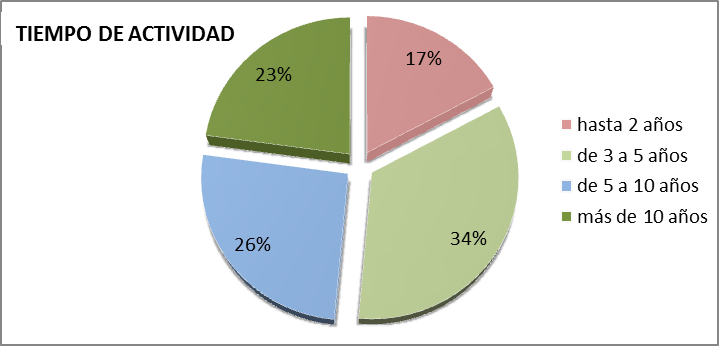 TIEMPO DE ACTIVIDAD
17%
23%
34%
26%
hasta 2 años
de 3 a 5 años
de 5 a 10 años
más de 10 años